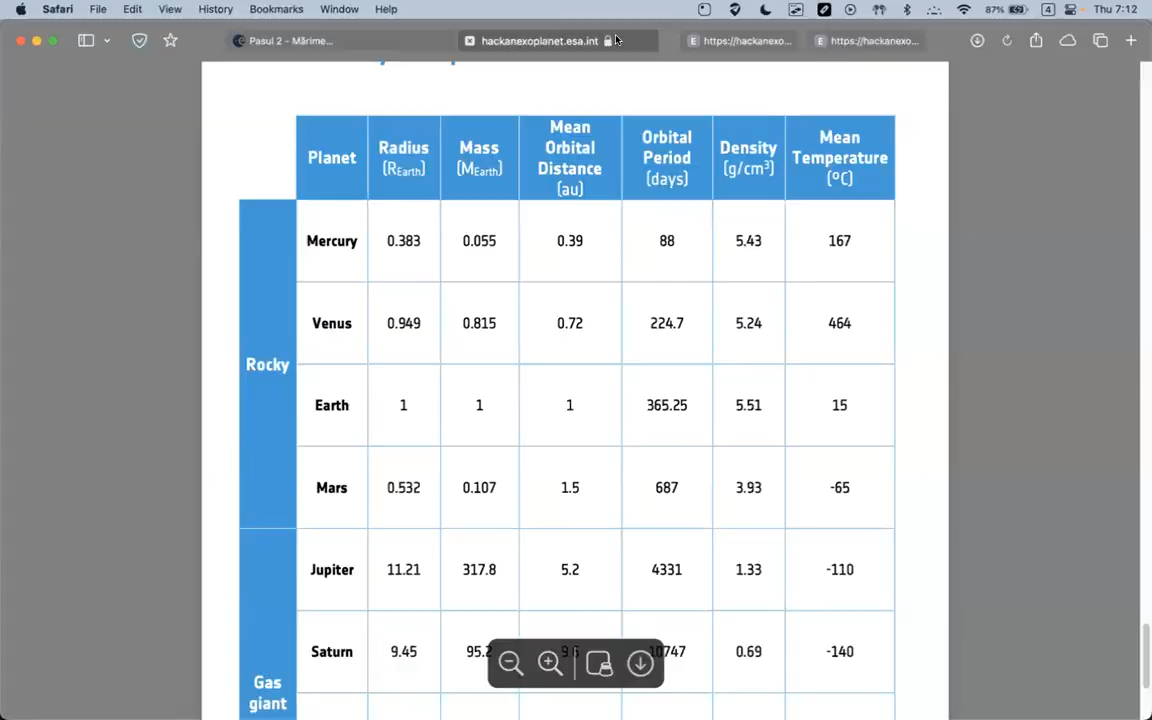 Safari File Edit View History Bookmarks Window Help 87% 4 Thu 7:12
Pasul 2 - Mărime... hackanexoplanet.esa.int E https://hackanexo... E https://hackanexo...
Planet Radius (REarth) Mass (MEarth) Mean Orbital Distance (au) Orbital Period (days) Density (g/cm³) Mean Temperature (ºC)
Rocky
Mercury 0.383 0.055 0.39 88 5.43 167
Venus 0.949 0.815 0.72 224.7 5.24 464
Earth 1 1 1 365.25 5.51 15
Mars 0.532 0.107 1.5 687 3.93 -65
Gas giant
Jupiter 11.21 317.8 5.2 4331 1.33 -110
Saturn 9.45 95.2 0.69 -140